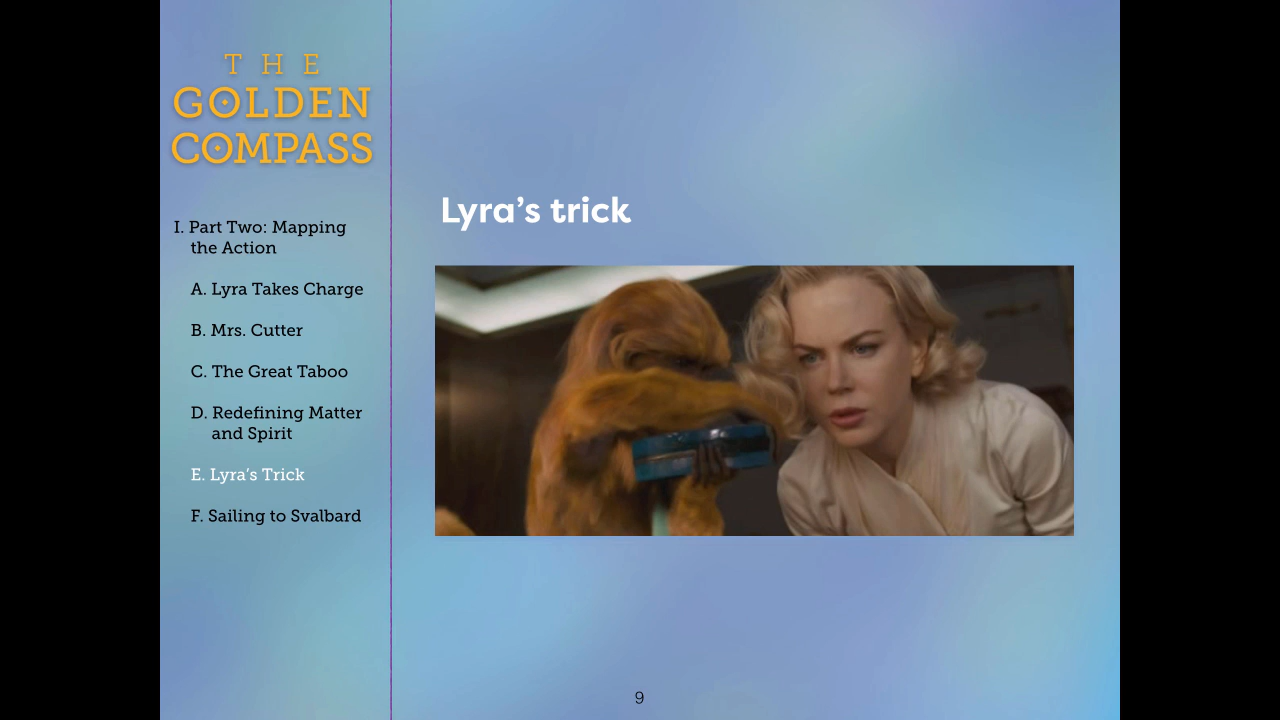 THE
GOLDEN
COMPASS
I. Part Two: Mapping
the Action
A. Lyra Takes Charge
B. Mrs. Cutter
C. The Great Taboo
D. Redefining Matter
and Spirit
E. Lyra’s Trick
F. Sailing to Svalbard
Lyra’s trick
9